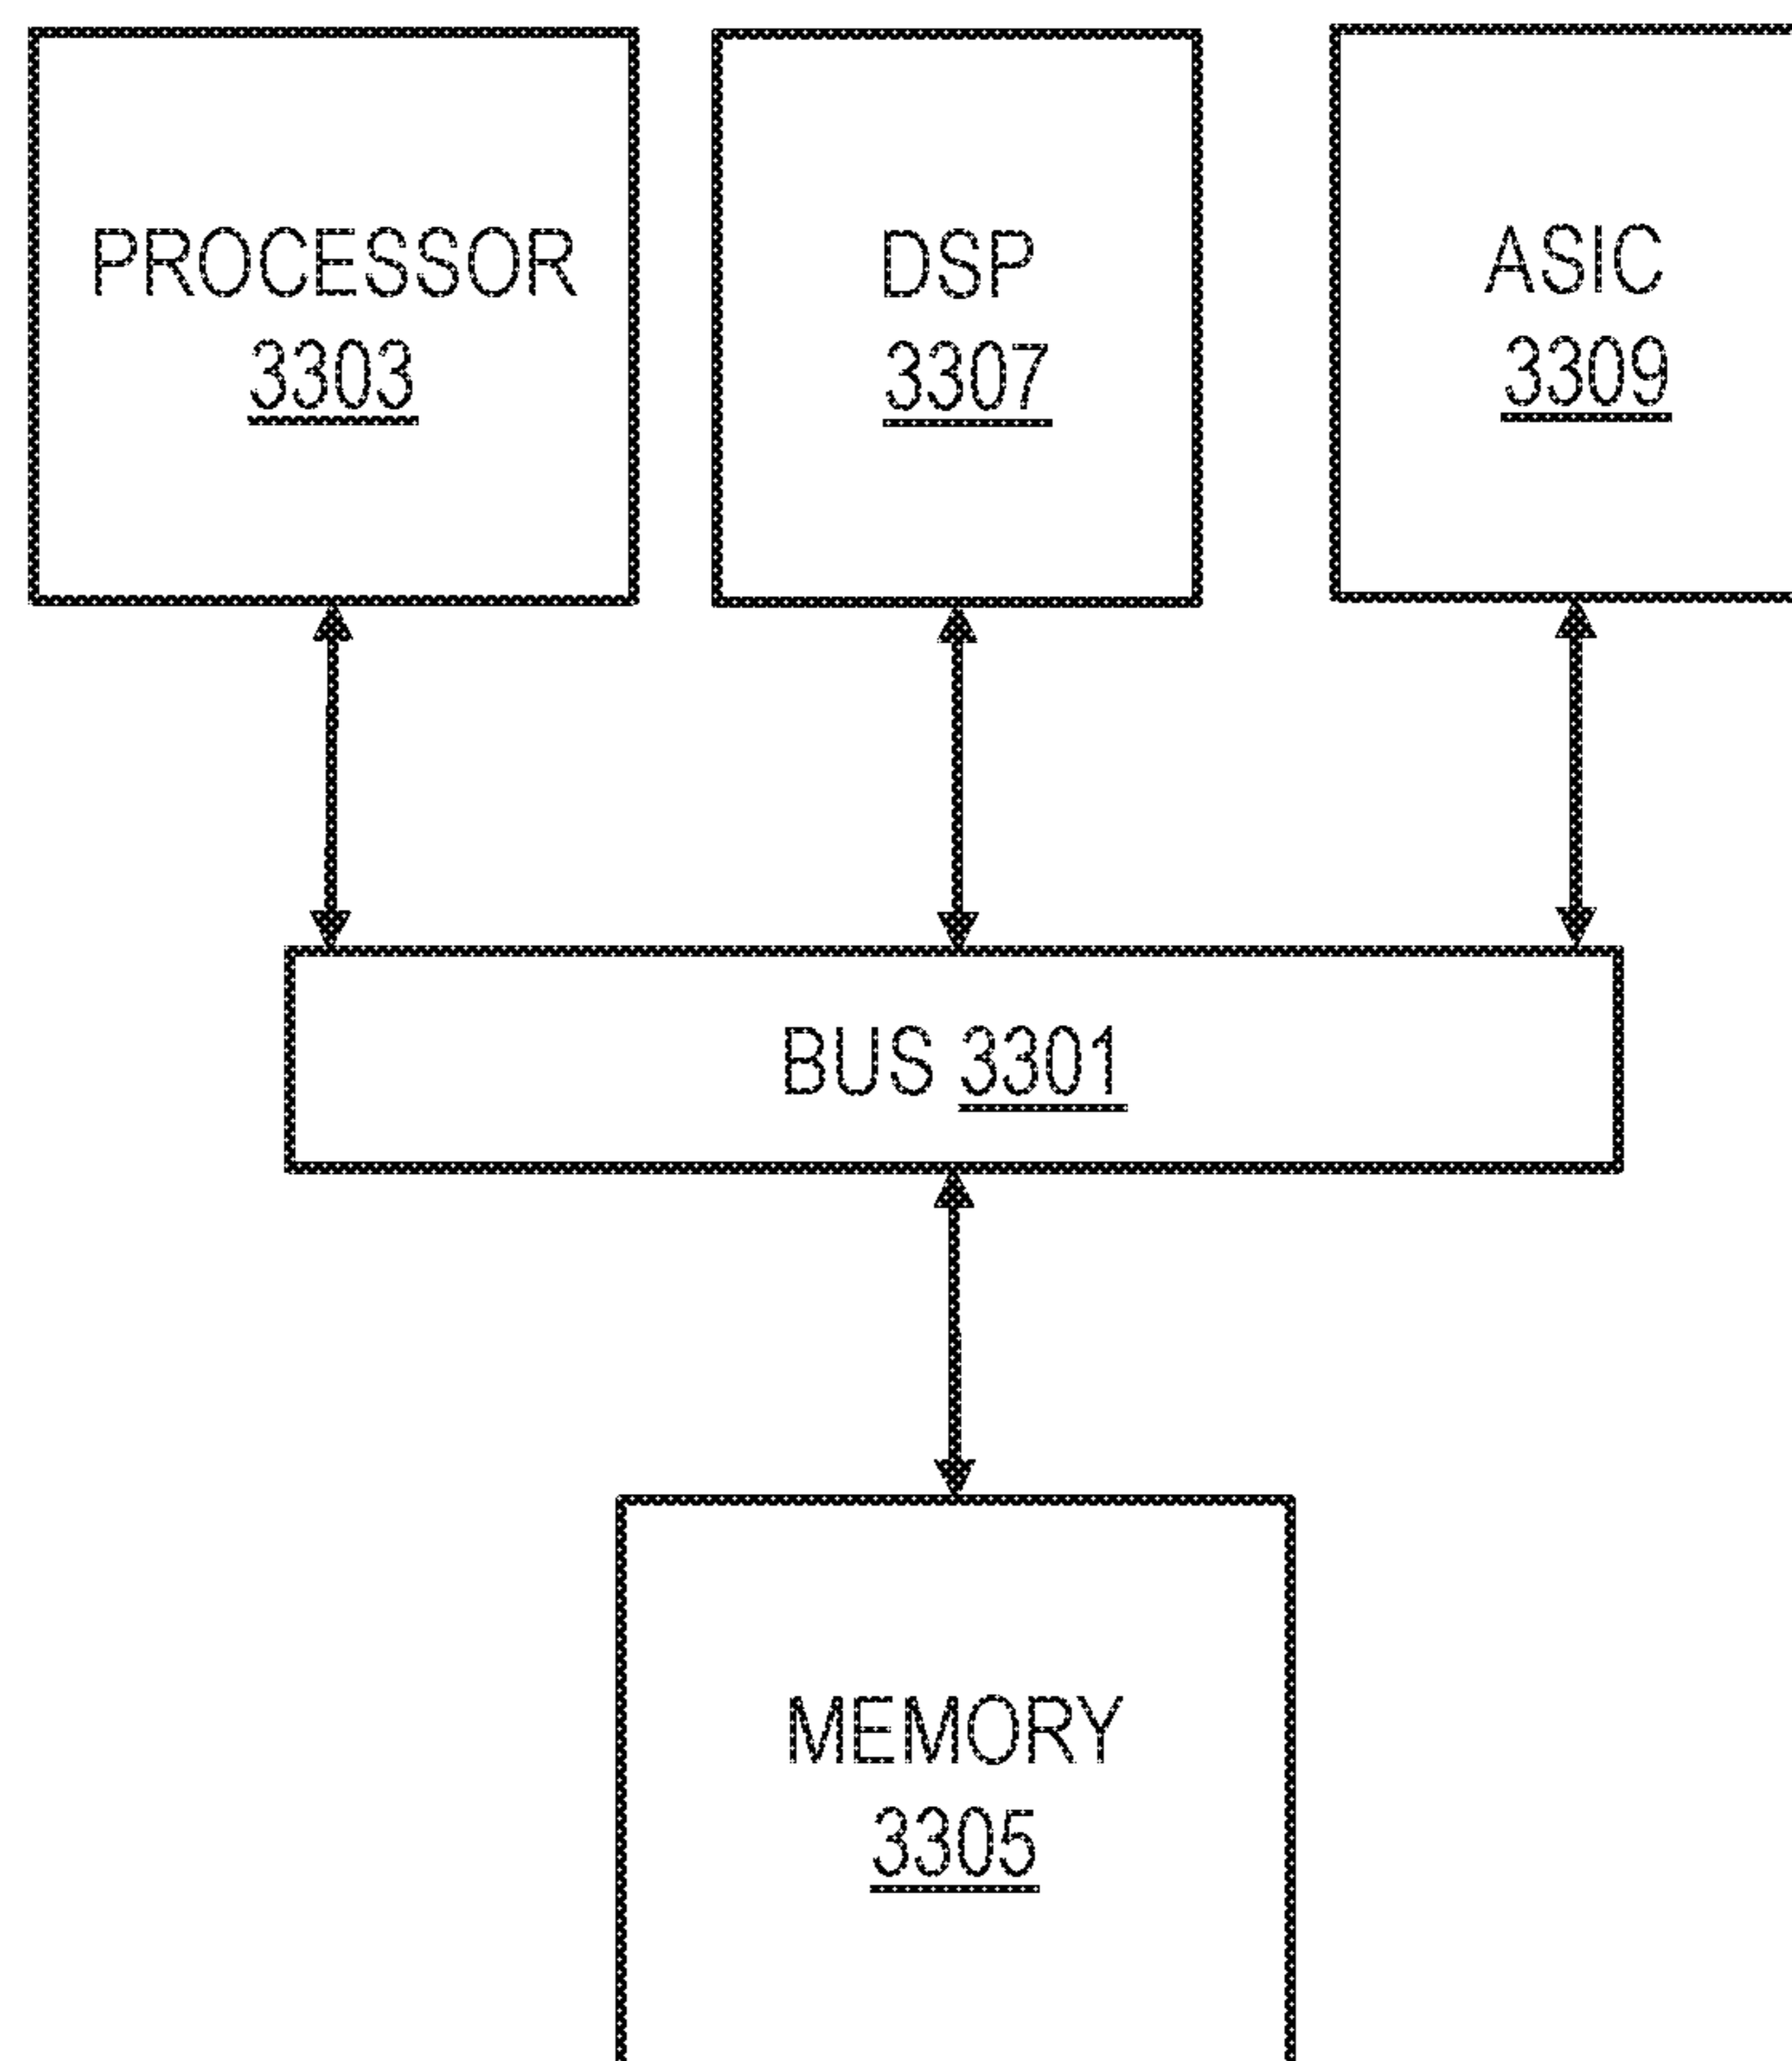 PROCESSOR
3303
DSP
3307
ASIC
3309
BUS 3301
MEMORY
3305